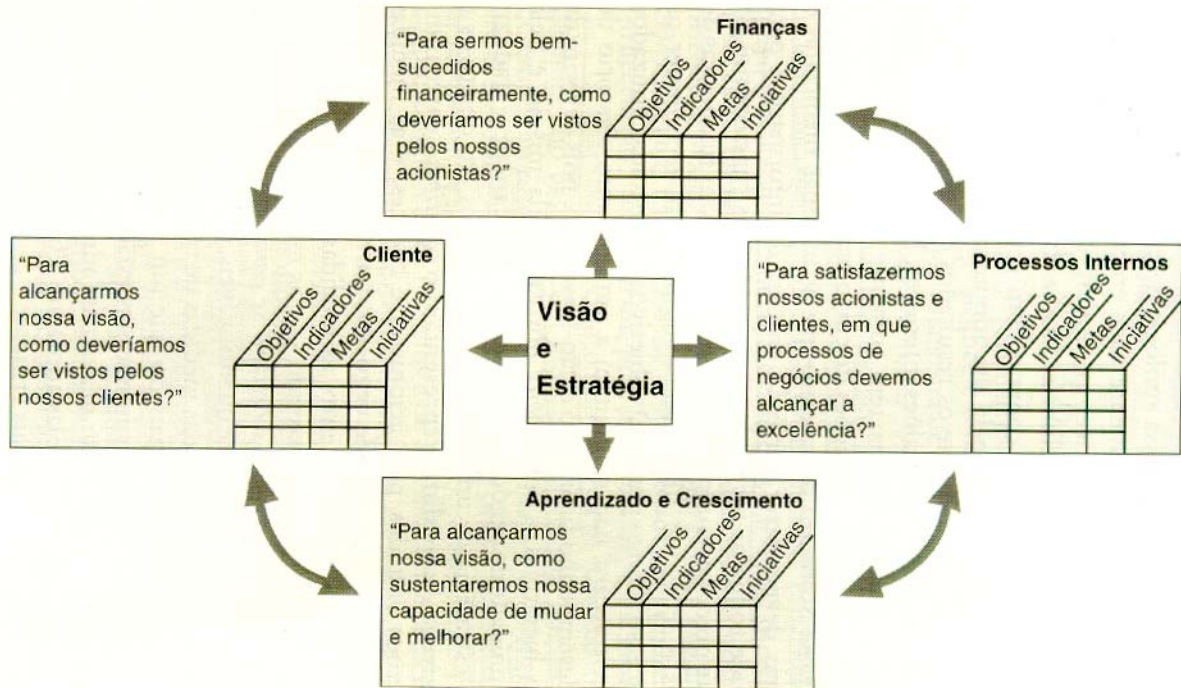 Finanças
“Para sermos bem-
sucedidos
financeiramente, como
deveríamos ser vistos
pelos nossos
acionistas?”
Objetivos
Indicadores
Metas
Iniciativas
Cliente
“Para
alcançarmos
nossa visão,
como deveríamos
ser vistos pelos
nossos clientes?”
Objetivos
Indicadores
Metas
Iniciativas
Visão
e
Estratégia
Processos Internos
“Para satisfazermos
nossos acionistas e
clientes, em que
processos de
negócios devemos
alcançar a
excelência?”
Objetivos
Indicadores
Metas
Iniciativas
Aprendizado e Crescimento
“Para alcançarmos
nossa visão, como
sustentaremos nossa
capacidade de mudar
e melhorar?”
Objetivos
Indicadores
Metas
Iniciativas